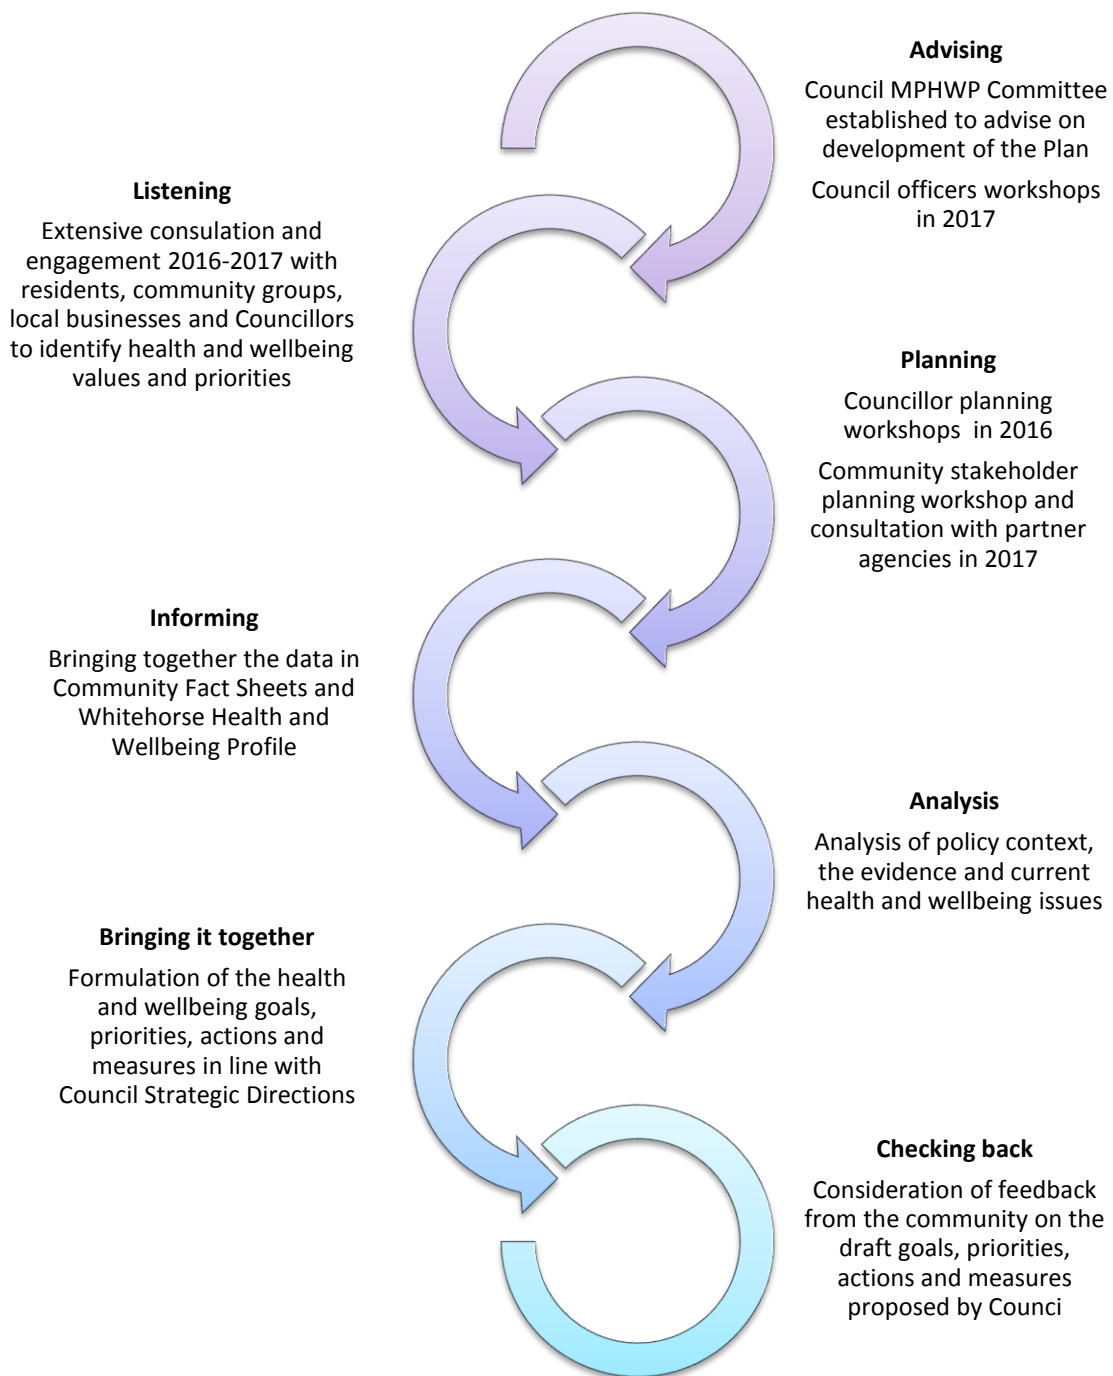 Advising
Council MPHWP Committee
established to advise on
development of the Plan
Council officers workshops
in 2017
Listening
Extensive consulation and
engagement 2016-2017 with
residents, community groups,
local businesses and Councillors
to identify health and wellbeing
values and priorities
Planning
Councillor planning
workshops in 2016
Community stakeholder
planning workshop and
consultation with partner
agencies in 2017
Informing
Bringing together the data in
Community Fact Sheets and
Whitehorse Health and
Wellbeing Profile
Analysis
Analysis of policy context,
the evidence and current
health and wellbeing issues
Bringing it together
Formulation of the health
and wellbeing goals,
priorities, actions and
measures in line with
Council Strategic Directions
Checking back
Consideration of feedback
from the community on the
draft goals, priorities,
actions and measures
proposed by Counci